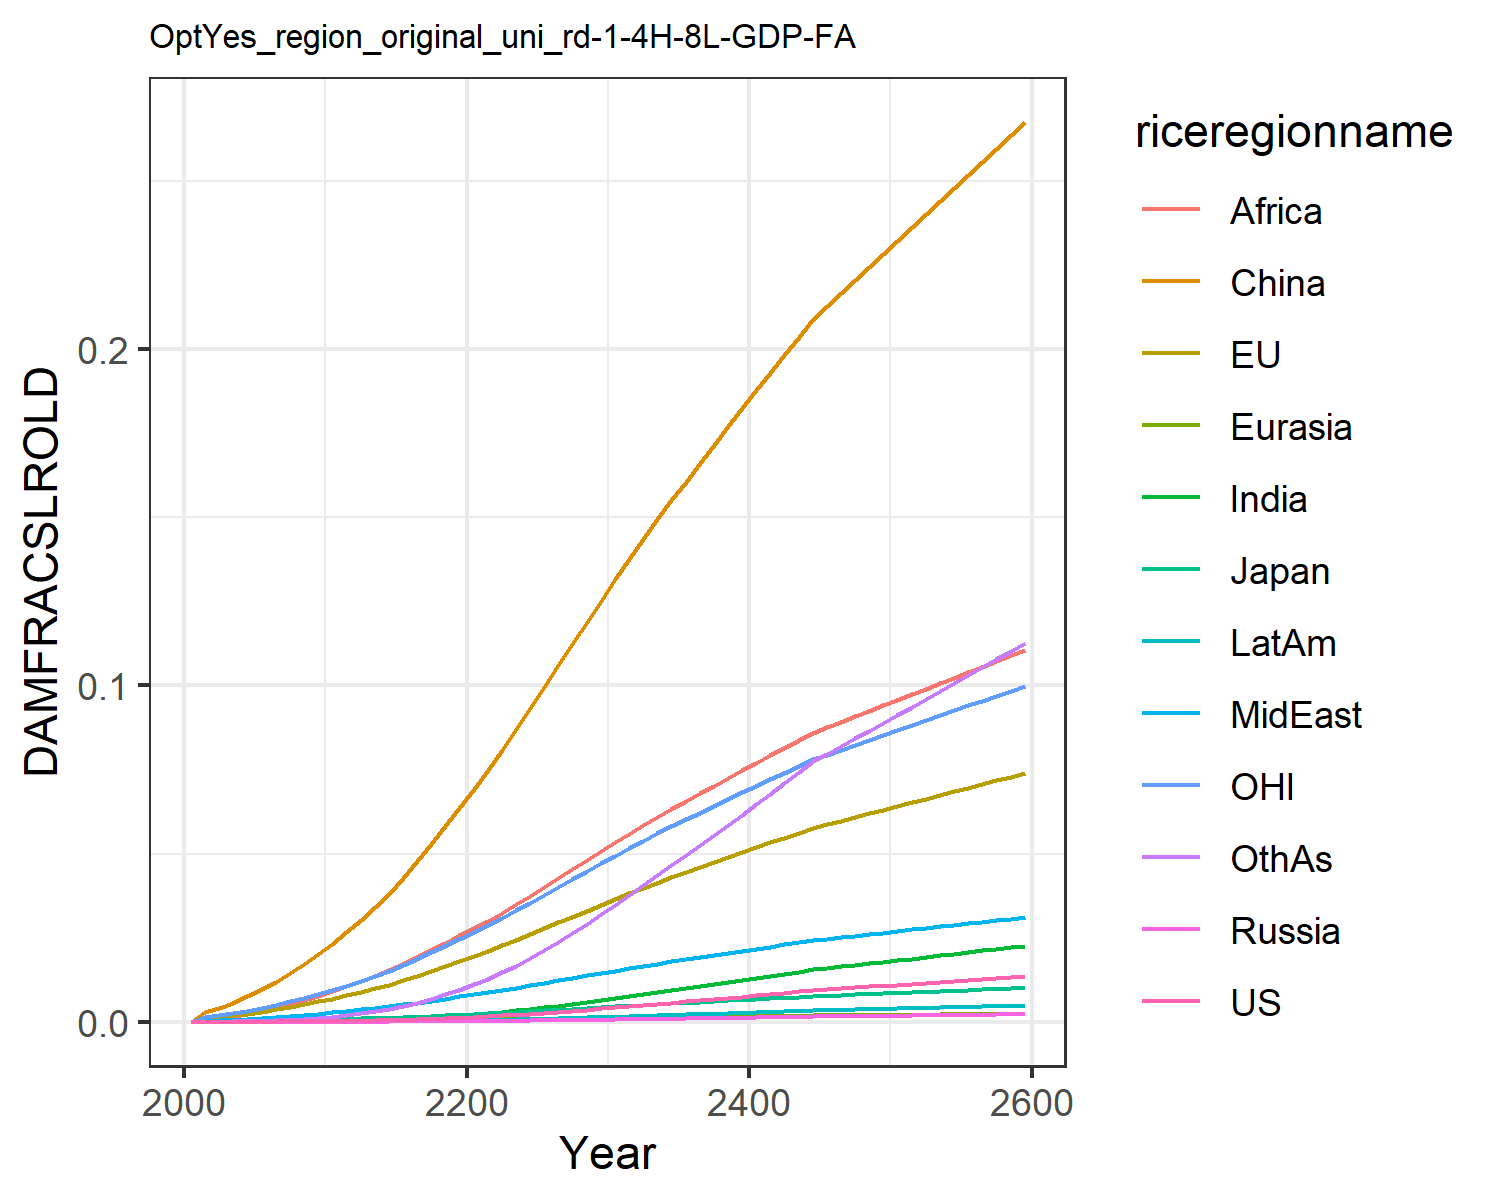 OptYes_region_original_uni_rd-1-4H-8L-GDP-FA
DAMFRACSLROLD
0.2
0.1
0.0
2000
2200
2400
2600
Year
riceregionname
Africa
China
EU
Eurasia
India
Japan
LatAm
MidEast
OHI
OthAs
Russia
US